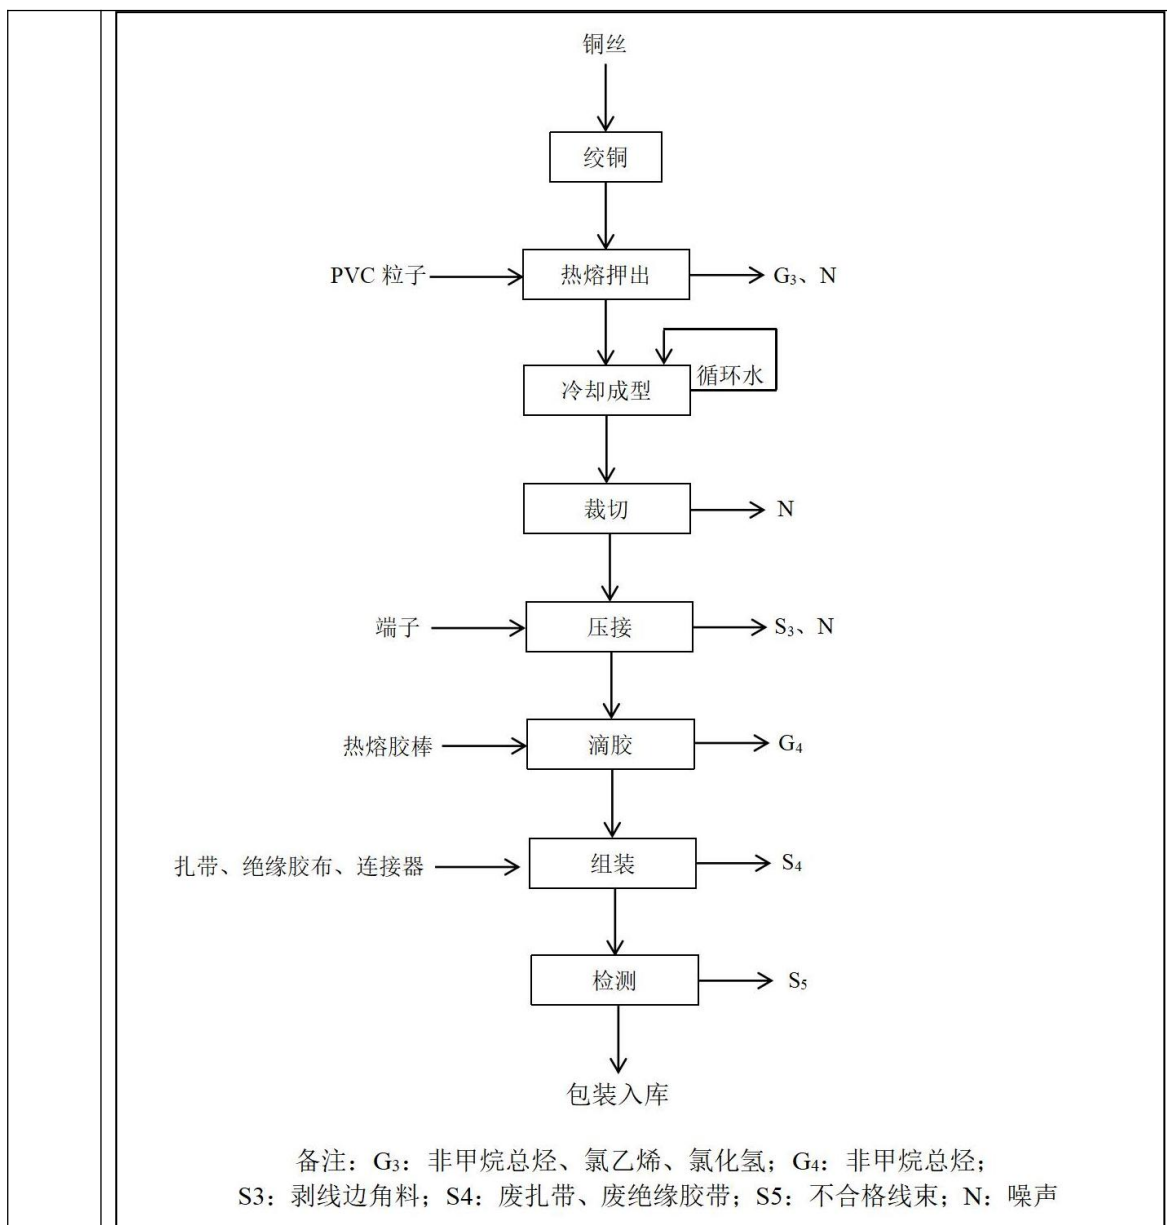 铜丝
绞铜
PVC 粒子
热熔押出
G₃、N
冷却成型
循环水
裁切
N
端子
压接
S₃、N
热熔胶棒
滴胶
G₄
扎带、绝缘胶布、连接器
组装
S₄
检测
S₅
包装入库
备注：G₃：非甲烷总烃、氯乙烯、氯化氢；G₄：非甲烷总烃；
S3：剥线边角料；S4：废扎带、废绝缘胶带；S5：不合格线束；N：噪声